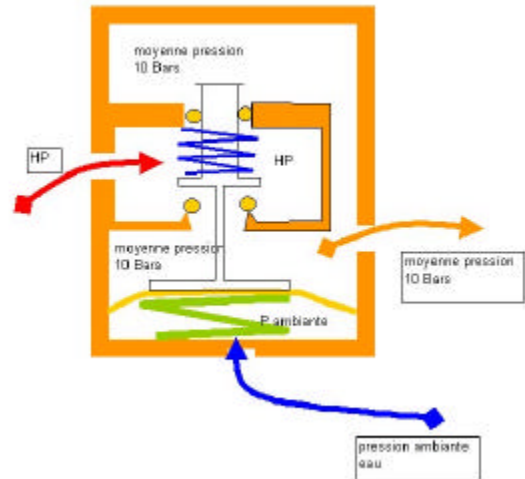 moyenne pression
10 Bars
HP
HP
moyenne pression
10 Bars
moyenne pression
10 Bars
P ambiante
pression ambiante
eau